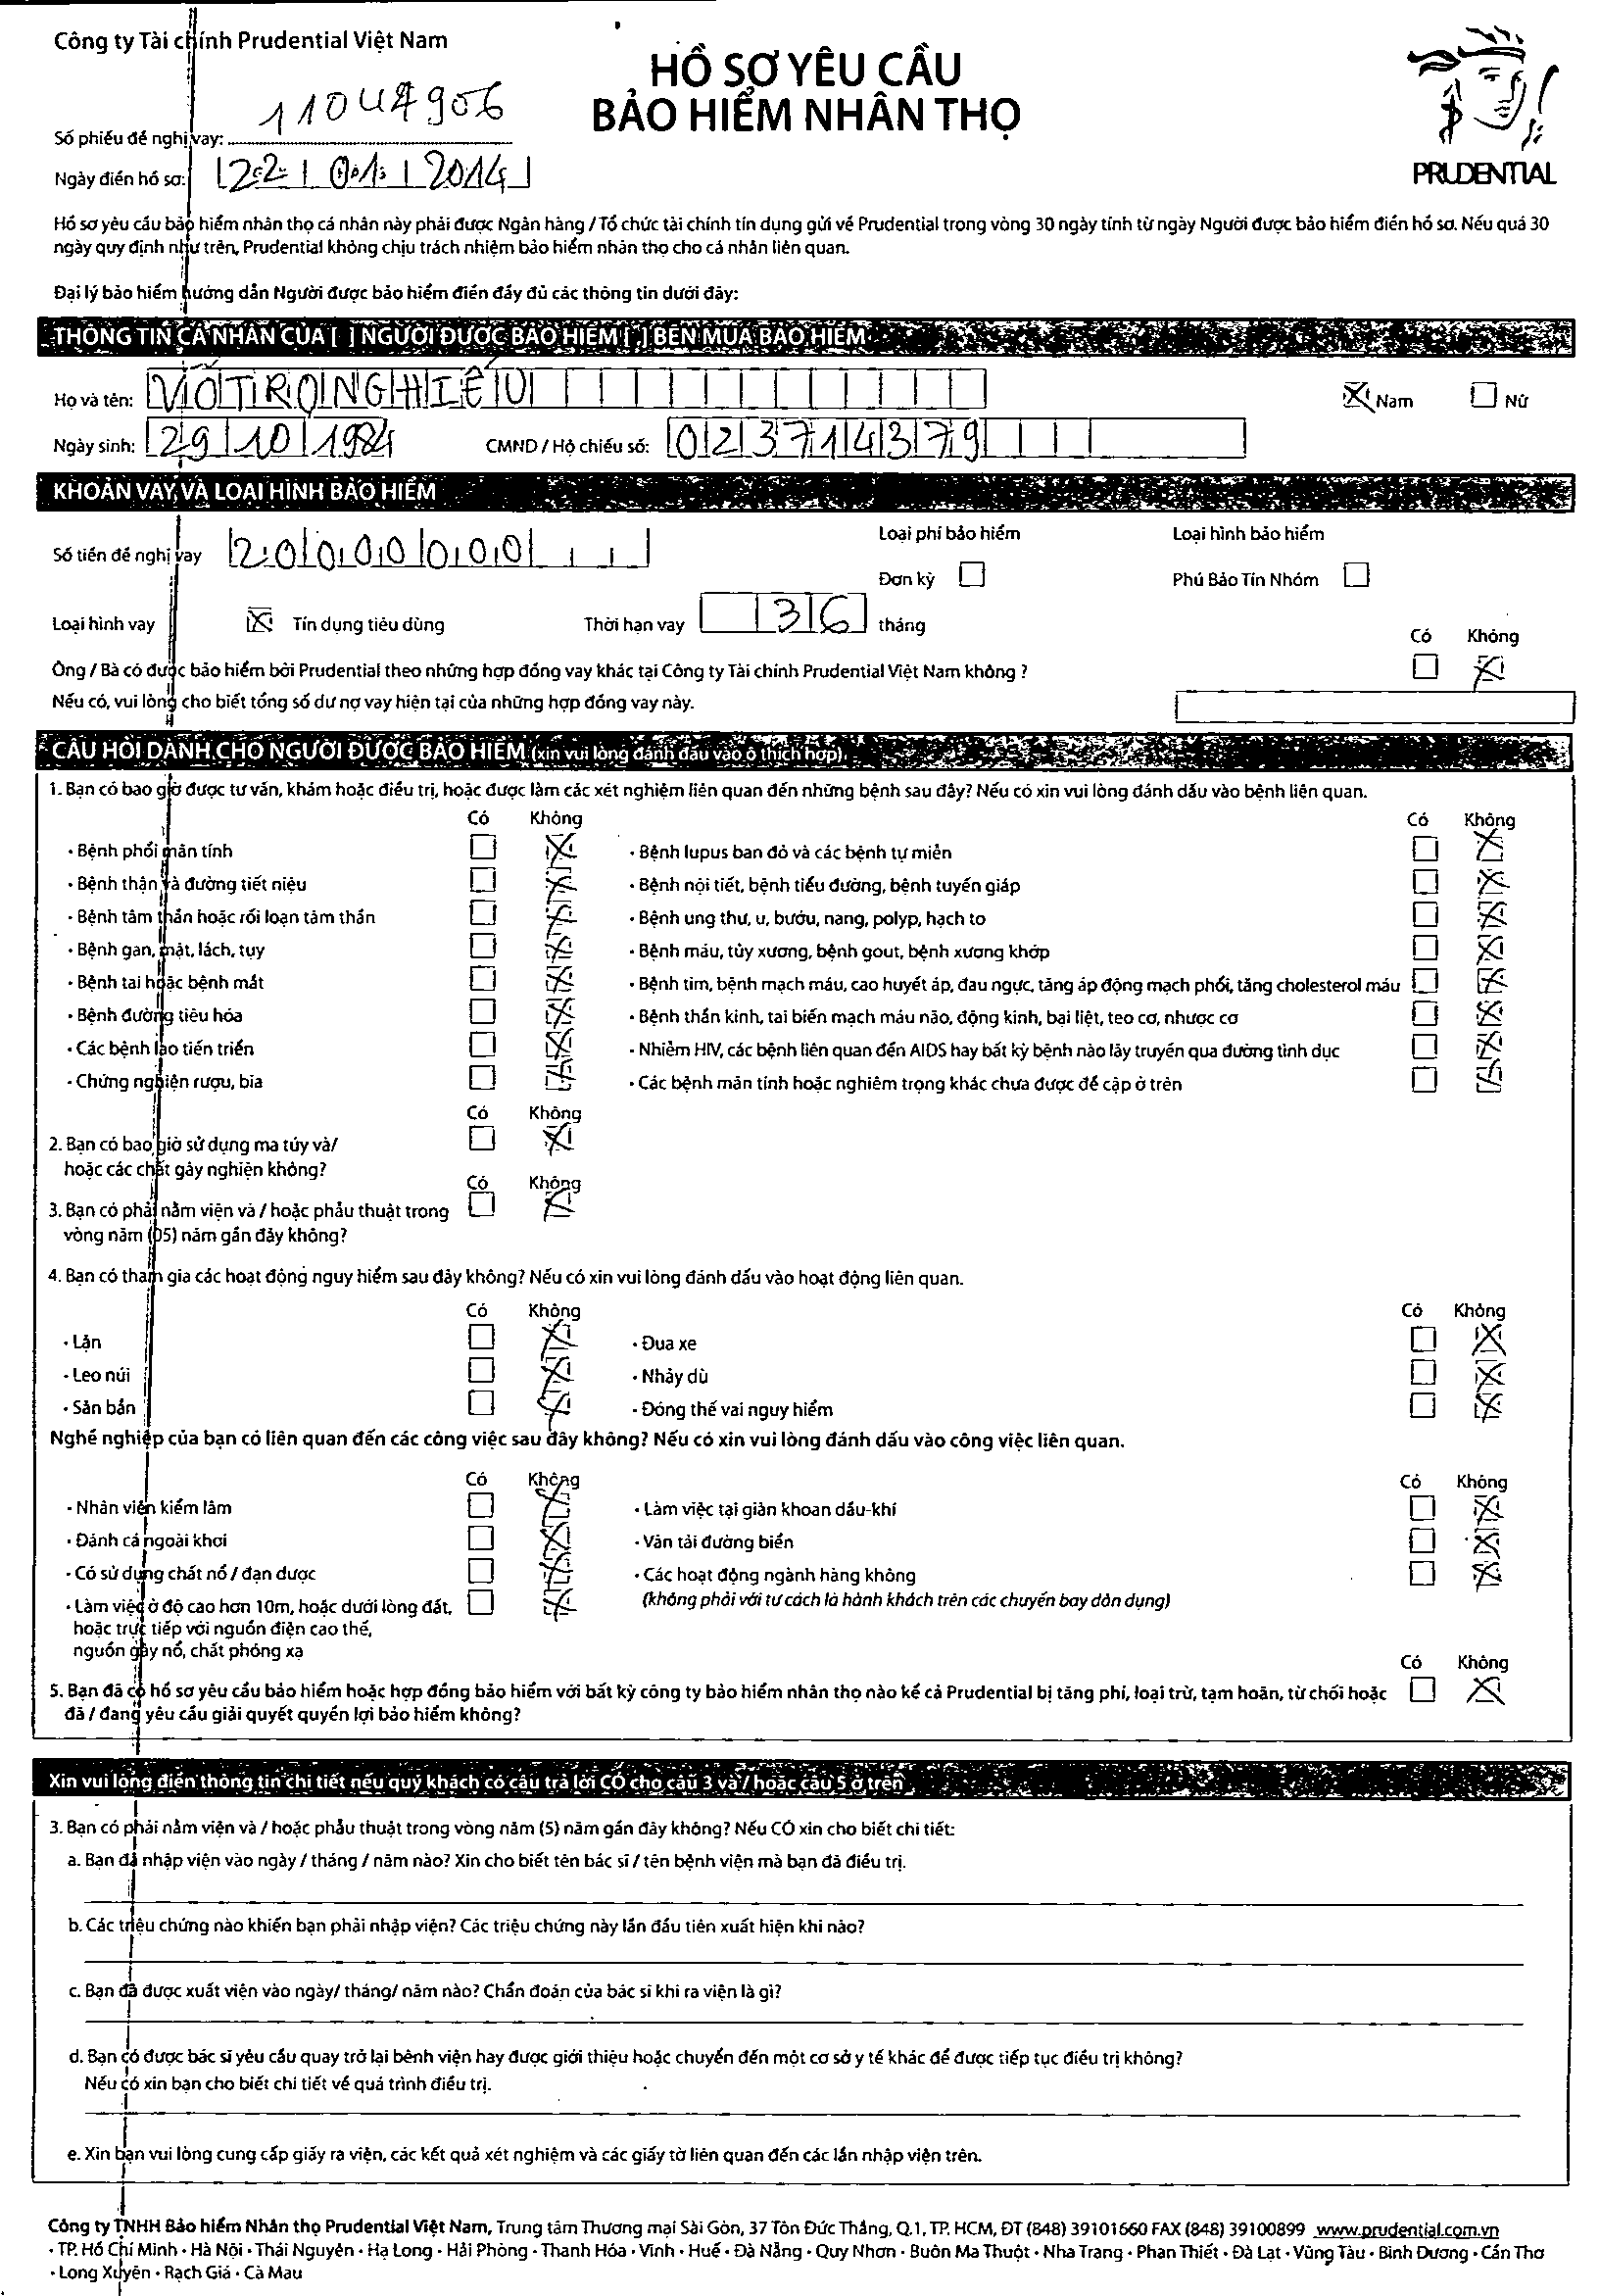 Công ty Tài chính Prudential Việt Nam
HỒ SƠ YÊU CẦU
BẢO HIỂM NHÂN THỌ
PRUDENTIAL
Số phiếu đề nghị vay: 11047906
Ngày điền hồ sơ: 22 01 2014
Hồ sơ yêu cầu bảo hiểm nhân thọ cá nhân này phải được Ngân hàng / Tổ chức tài chính tín dụng gửi về Prudential trong vòng 30 ngày tính từ ngày Người được bảo hiểm điền hồ sơ. Nếu quá 30
ngày quy định như trên, Prudential không chịu trách nhiệm bảo hiểm nhân thọ cho cá nhân liên quan.
Đại lý bảo hiểm hướng dẫn Người được bảo hiểm điền đầy đủ các thông tin dưới đây:
THÔNG TIN CÁ NHÂN CỦA [ ] NGƯỜI ĐƯỢC BẢO HIỂM [ ] BÊN MUA BẢO HIỂM
Họ và tên: VÕ TRỌNG HIẾU Nam Nữ
Ngày sinh: 29 10 1984 CMND / Hộ chiếu số: 023714379
KHOẢN VAY VÀ LOẠI HÌNH BẢO HIỂM
Số tiền đề nghị vay 20000000 Loại phí bảo hiểm Loại hình bảo hiểm
Đơn kỳ Phú Bảo Tín Nhóm
Loại hình vay Tín dụng tiêu dùng Thời hạn vay 36 tháng
Có Không
Ông / Bà có được bảo hiểm bởi Prudential theo những hợp đồng vay khác tại Công ty Tài chính Prudential Việt Nam không ?
Nếu có, vui lòng cho biết tổng số dư nợ vay hiện tại của những hợp đồng vay này.
CÂU HỎI DÀNH CHO NGƯỜI ĐƯỢC BẢO HIỂM (xin vui lòng đánh dấu vào ô thích hợp)
1. Bạn có bao giờ được tư vấn, khám hoặc điều trị, hoặc được làm các xét nghiệm liên quan đến những bệnh sau đây? Nếu có xin vui lòng đánh dấu vào bệnh liên quan.
Có Không Có Không
• Bệnh phổi mãn tính • Bệnh lupus ban đỏ và các bệnh tự miễn
• Bệnh thận và đường tiết niệu • Bệnh nội tiết, bệnh tiểu đường, bệnh tuyến giáp
• Bệnh tâm thần hoặc rối loạn tâm thần • Bệnh ung thư, u, bướu, nang, polyp, hạch to
• Bệnh gan, mật, lách, tụy • Bệnh máu, tủy xương, bệnh gout, bệnh xương khớp
• Bệnh tai hoặc bệnh mắt • Bệnh tim, bệnh mạch máu, cao huyết áp, đau ngực, tăng áp động mạch phổi, tăng cholesterol máu
• Bệnh đường tiêu hóa • Bệnh thần kinh, tai biến mạch máu não, động kinh, bại liệt, teo cơ, nhược cơ
• Các bệnh lao tiến triển • Nhiễm HIV, các bệnh liên quan đến AIDS hay bất kỳ bệnh nào lây truyền qua đường tình dục
• Chứng nghiện rượu, bia • Các bệnh mãn tính hoặc nghiêm trọng khác chưa được đề cập ở trên
Có Không
2. Bạn có bao giờ sử dụng ma túy và/
hoặc các chất gây nghiện không?
Có Không
3. Bạn có phải nằm viện và / hoặc phẫu thuật trong
vòng năm (05) năm gần đây không?
4. Bạn có tham gia các hoạt động nguy hiểm sau đây không? Nếu có xin vui lòng đánh dấu vào hoạt động liên quan.
Có Không Có Không
• Lặn • Đua xe
• Leo núi • Nhảy dù
• Săn bắn • Đóng thế vai nguy hiểm
Nghề nghiệp của bạn có liên quan đến các công việc sau đây không? Nếu có xin vui lòng đánh dấu vào công việc liên quan.
Có Không Có Không
• Nhân viên kiểm lâm • Làm việc tại giàn khoan dầu-khí
• Đánh cá ngoài khơi • Vận tải đường biển
• Có sử dụng chất nổ / đạn dược • Các hoạt động ngành hàng không
• Làm việc ở độ cao hơn 10m, hoặc dưới lòng đất, (không phải với tư cách là hành khách trên các chuyến bay dân dụng)
hoặc trực tiếp với nguồn điện cao thế,
nguồn gây nổ, chất phóng xạ
Có Không
5. Bạn đã có hồ sơ yêu cầu bảo hiểm hoặc hợp đồng bảo hiểm với bất kỳ công ty bảo hiểm nhân thọ nào kể cả Prudential bị tăng phí, loại trừ, tạm hoãn, từ chối hoặc
đã / đang yêu cầu giải quyết quyền lợi bảo hiểm không?
Xin vui lòng điền thông tin chi tiết nếu quý khách có câu trả lời CÓ cho câu 3 và / hoặc câu 5 ở trên
3. Bạn có phải nằm viện và / hoặc phẫu thuật trong vòng năm (5) năm gần đây không? Nếu CÓ xin cho biết chi tiết:
a. Bạn đã nhập viện vào ngày / tháng / năm nào? Xin cho biết tên bác sĩ / tên bệnh viện mà bạn đã điều trị.
b. Các triệu chứng nào khiến bạn phải nhập viện? Các triệu chứng này lần đầu tiên xuất hiện khi nào?
c. Bạn đã được xuất viện vào ngày/ tháng/ năm nào? Chẩn đoán của bác sĩ khi ra viện là gì?
d. Bạn có được bác sĩ yêu cầu quay trở lại bệnh viện hay được giới thiệu hoặc chuyển đến một cơ sở y tế khác để được tiếp tục điều trị không?
Nếu có xin bạn cho biết chi tiết về quá trình điều trị.
e. Xin bạn vui lòng cung cấp giấy ra viện, các kết quả xét nghiệm và các giấy tờ liên quan đến các lần nhập viện trên.
Công ty TNHH Bảo hiểm Nhân thọ Prudential Việt Nam, Trung tâm Thương mại Sài Gòn, 37 Tôn Đức Thắng, Q.1, TP. HCM, ĐT (848) 39101660 FAX (848) 39100899 www.prudential.com.vn
• TP. Hồ Chí Minh • Hà Nội • Thái Nguyên • Hạ Long • Hải Phòng • Thanh Hóa • Vinh • Huế • Đà Nẵng • Quy Nhơn • Buôn Ma Thuột • Nha Trang • Phan Thiết • Đà Lạt • Vũng Tàu • Bình Dương • Cần Thơ
• Long Xuyên • Rạch Giá • Cà Mau